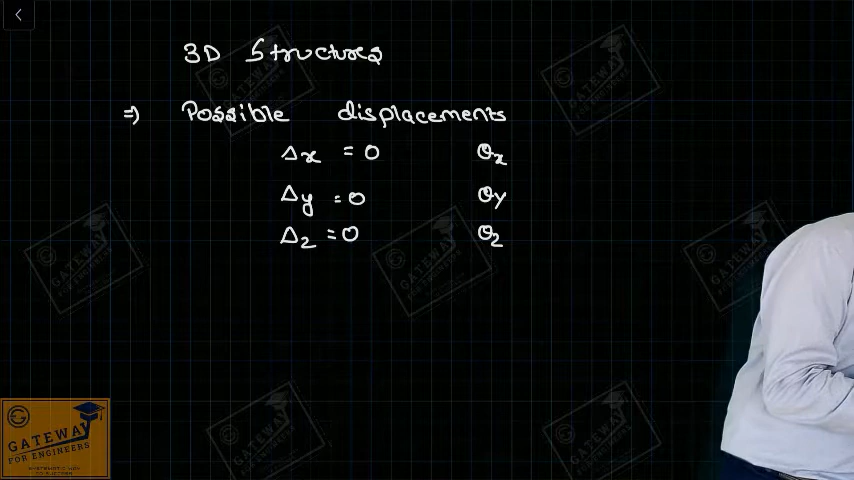 3D Structures
⇒ Possible displacements
Δx = 0 θx
Δy = 0 θy
Δz = 0 θz
GATEWAY
FOR ENGINEERS